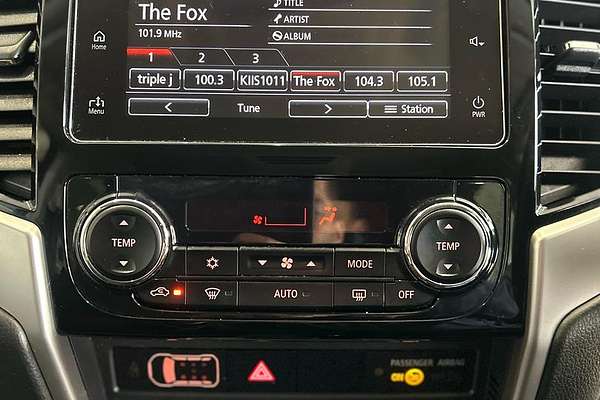 The Fox
101.9 MHz
TITLE
ARTIST
ALBUM
Home
1 2 3
triple j 100.3 KIIS1011 The Fox 104.3 105.1
Menu
< Tune > Station
PWR
TEMP
TEMP
MODE
AUTO
OFF
PASSENGER AIRBAG
ON